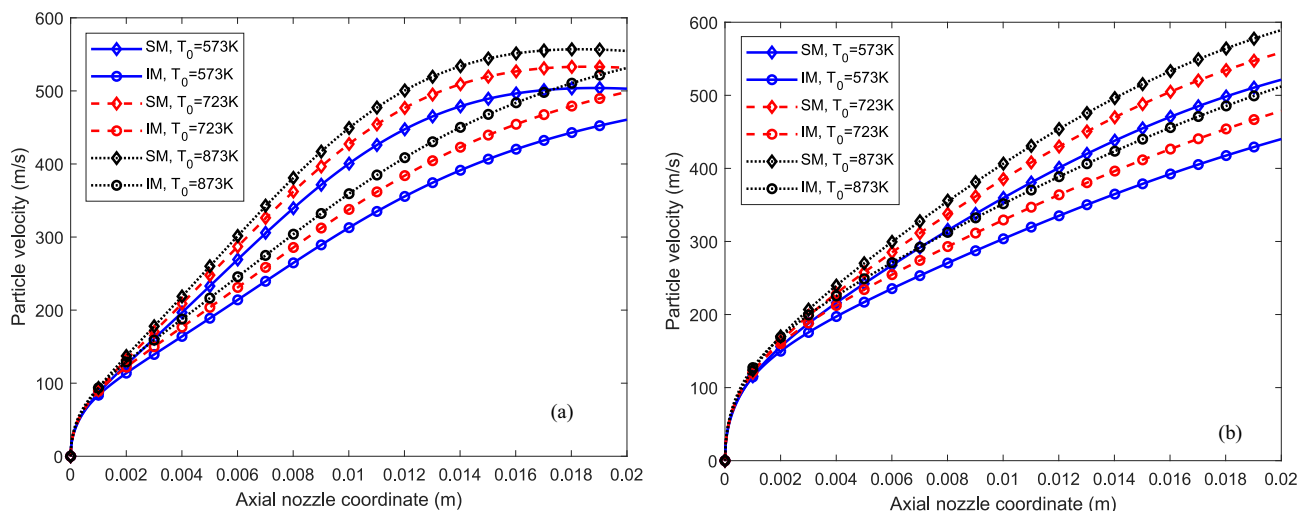 600
500
400
300
200
100
0
Particle velocity (m/s)
SM, T₀=573K
IM, T₀=573K
SM, T₀=723K
IM, T₀=723K
SM, T₀=873K
IM, T₀=873K
(a)
0 0.002 0.004 0.006 0.008 0.01 0.012 0.014 0.016 0.018 0.02
Axial nozzle coordinate (m)
600
500
400
300
200
100
0
Particle velocity (m/s)
SM, T₀=573K
IM, T₀=573K
SM, T₀=723K
IM, T₀=723K
SM, T₀=873K
IM, T₀=873K
(b)
0 0.002 0.004 0.006 0.008 0.01 0.012 0.014 0.016 0.018 0.02
Axial nozzle coordinate (m)